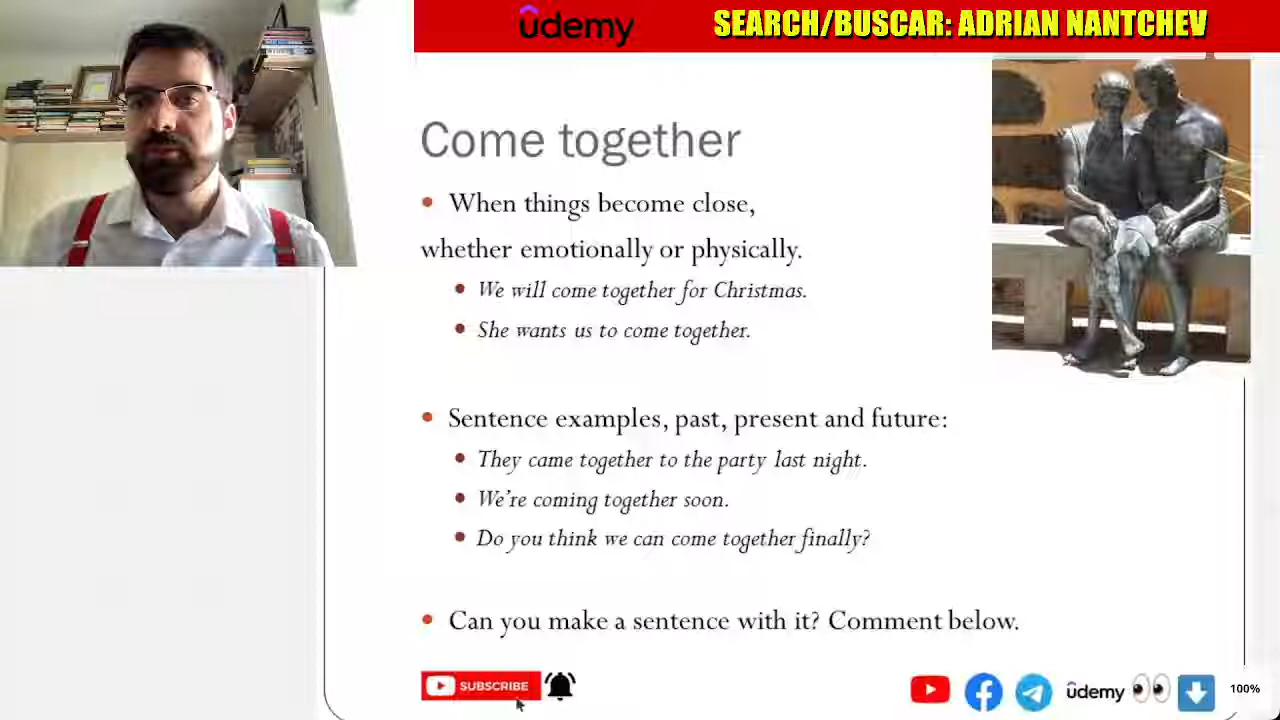 udemy
SEARCH/BUSCAR: ADRIAN NANTCHEV
Come together
When things become close,
whether emotionally or physically.
We will come together for Christmas.
She wants us to come together.
Sentence examples, past, present and future:
They came together to the party last night.
We're coming together soon.
Do you think we can come together finally?
Can you make a sentence with it? Comment below.
SUBSCRIBE
udemy
100%